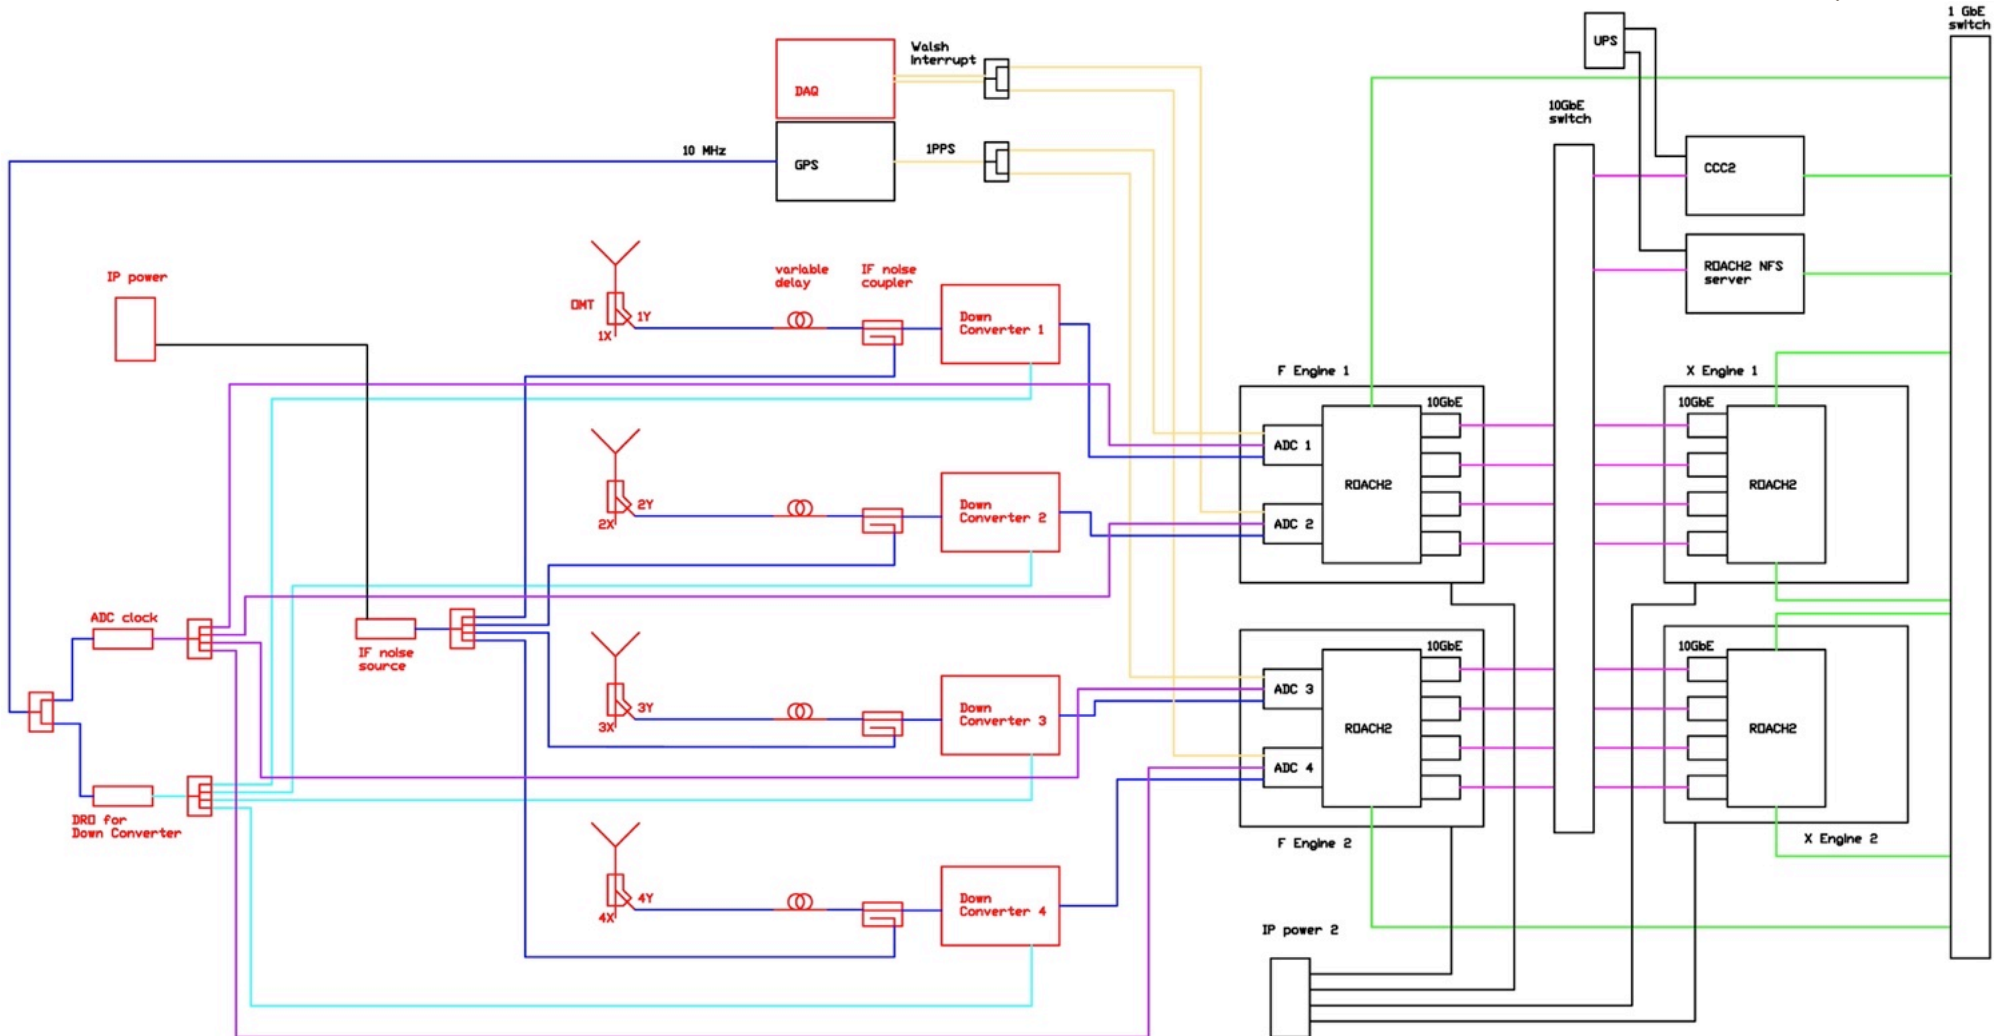 1 GbE
switch
UPS
Walsh
Interrupt
DAQ
10GbE
switch
10 MHz
GPS
1PPS
CCC2
IP power
variable
delay
IF noise
coupler
ROACH2 NFS
server
OMT
1Y
1X
Down
Converter 1
F Engine 1
X Engine 1
10GbE
10GbE
ADC 1
ROACH2
ROACH2
ADC 2
2Y
2X
Down
Converter 2
ADC clock
IF noise
source
10GbE
10GbE
3Y
3X
Down
Converter 3
ADC 3
ROACH2
ROACH2
ADC 4
DRO for
Down Converter
F Engine 2
X Engine 2
4Y
4X
Down
Converter 4
IP power 2